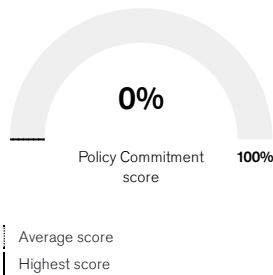 0%
Policy Commitment 100%
score
Average score
Highest score